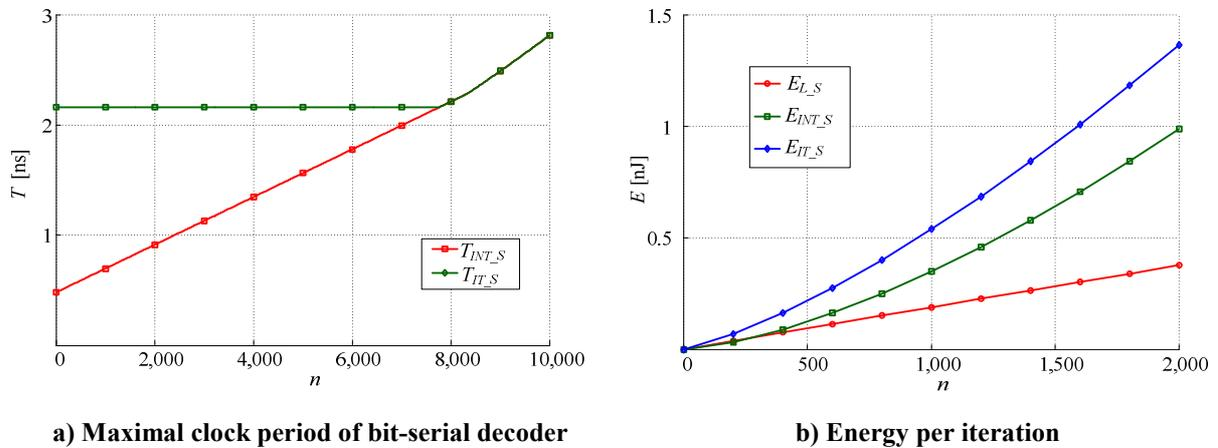 3
2
1
T [ns]
0
2,000
4,000
6,000
8,000
10,000
n
T_INT_S
T_IT_S
a) Maximal clock period of bit-serial decoder
1.5
1
0.5
0
E [nJ]
0
500
1,000
1,500
2,000
n
E_L_S
E_INT_S
E_IT_S
b) Energy per iteration